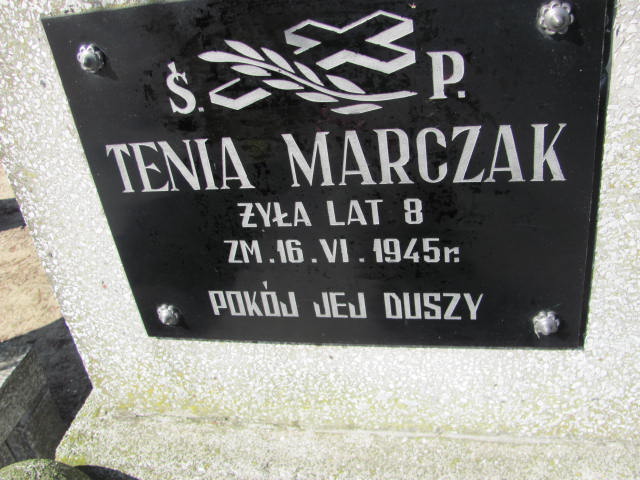 Ś. P.
TENIA MARCZAK
ŻYŁA LAT 8
ZM. 16. VI. 1945r.
POKÓJ JEJ DUSZY